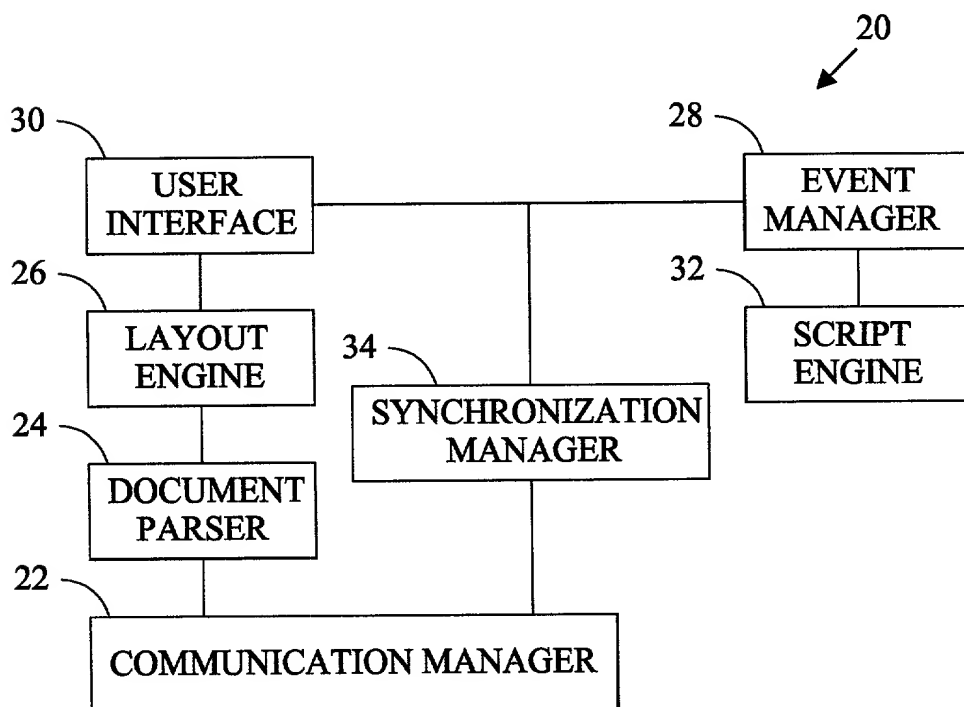 20
30
USER
INTERFACE
28
EVENT
MANAGER
26
LAYOUT
ENGINE
32
SCRIPT
ENGINE
34
SYNCHRONIZATION
MANAGER
24
DOCUMENT
PARSER
22
COMMUNICATION MANAGER